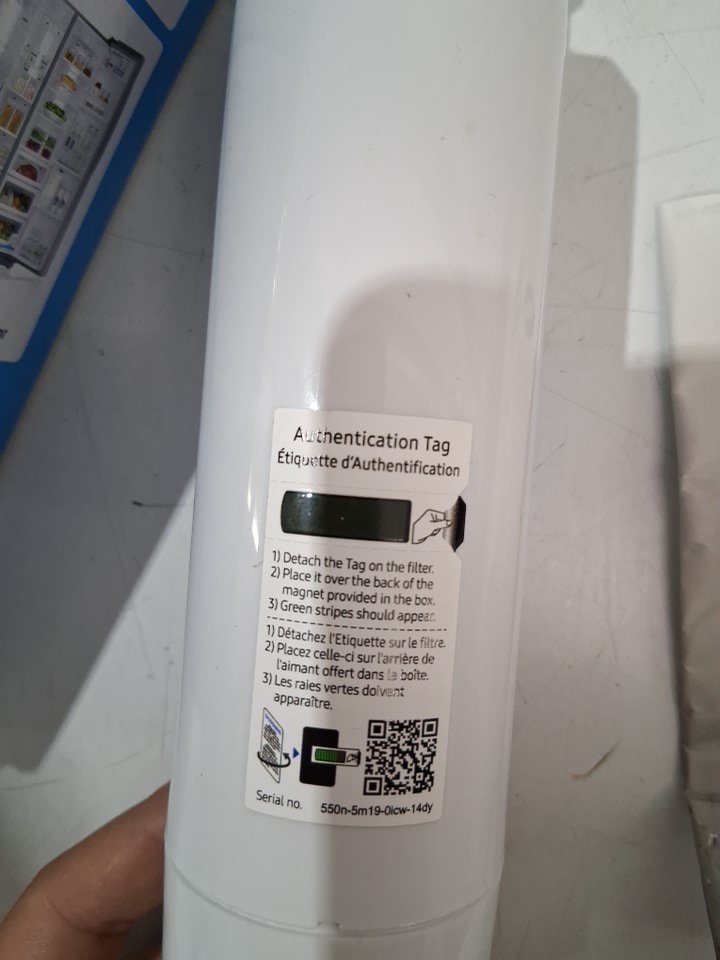 Authentication Tag
Étiquette d'Authentification
1) Detach the Tag on the filter.
2) Place it over the back of the
magnet provided in the box.
3) Green stripes should appear.
1) Détachez l'Etiquette sur le filtre.
2) Placez celle-ci sur l'arrière de
l'aimant offert dans la boîte.
3) Les raies vertes doivent
apparaître.
Serial no. 550n-5m19-0icw-14dy